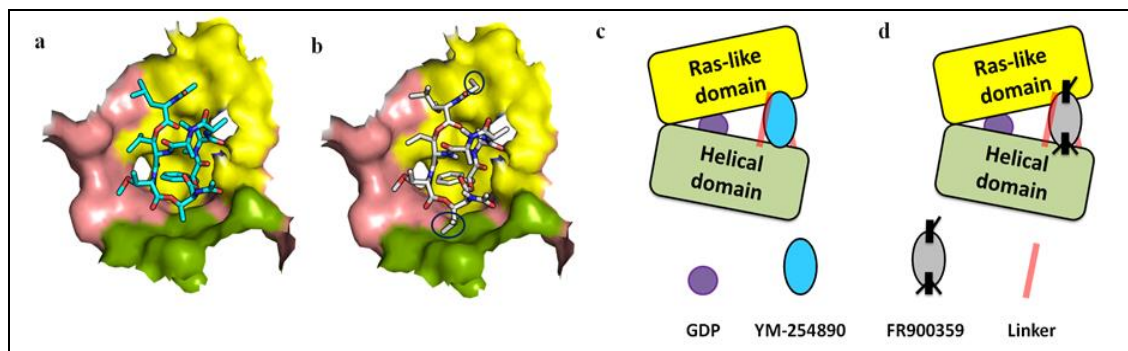 a
b
c
d
Ras-like
domain
Helical
domain
Ras-like
domain
Helical
domain
GDP
YM-254890
FR900359
Linker